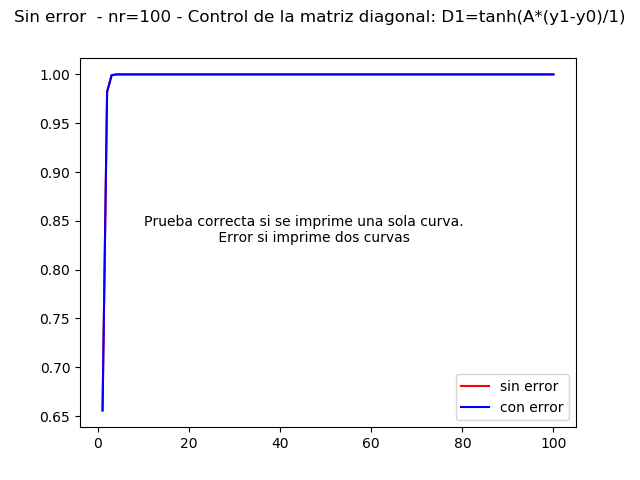 Sin error  - nr=100 - Control de la matriz diagonal: D1=tanh(A*(y1-y0)/1)
1.00
0.95
0.90
0.85
0.80
0.75
0.70
0.65
Prueba correcta si se imprime una sola curva.
Error si imprime dos curvas
sin error
con error
0
20
40
60
80
100